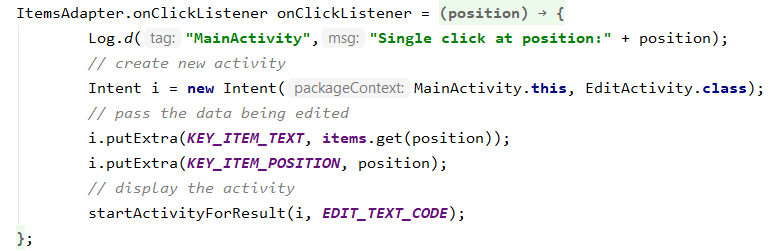 ItemsAdapter.onClickListener onClickListener = (position) → {
Log.d( tag: "MainActivity", msg: "Single click at position:" + position);
// create new activity
Intent i = new Intent( packageContext: MainActivity.this, EditActivity.class);
// pass the data being edited
i.putExtra(KEY_ITEM_TEXT, items.get(position));
i.putExtra(KEY_ITEM_POSITION, position);
// display the activity
startActivityForResult(i, EDIT_TEXT_CODE);
};